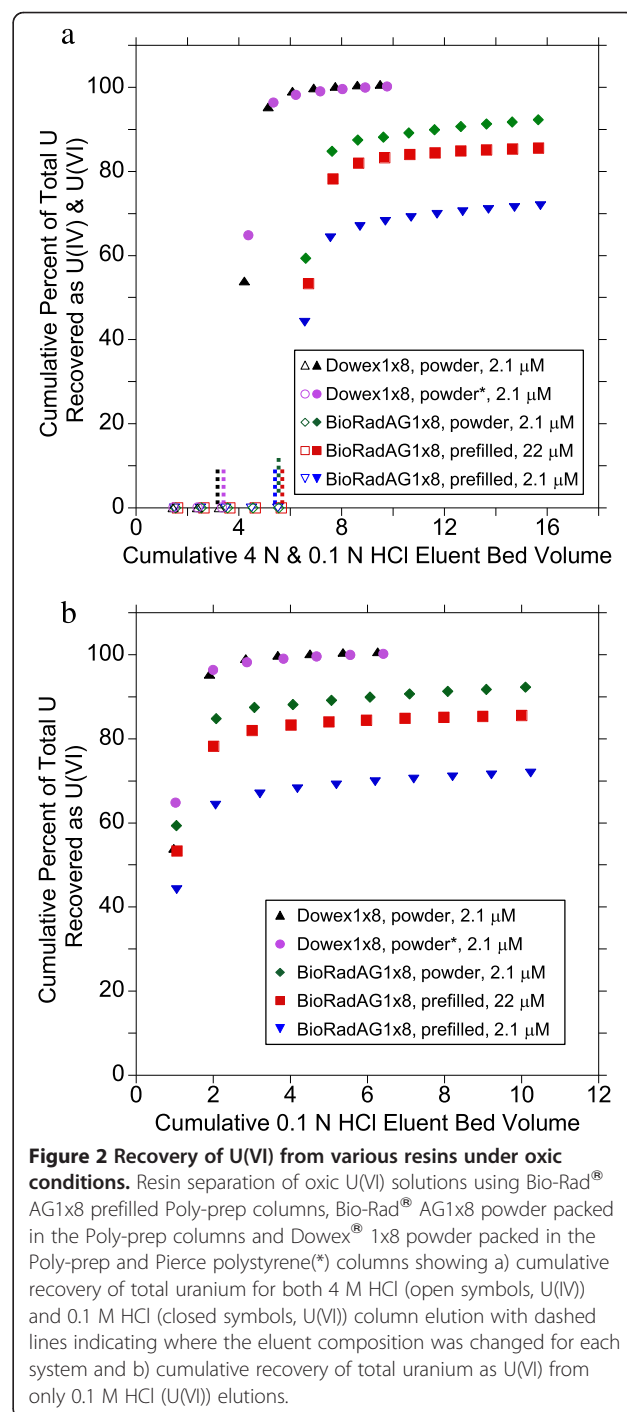 a
100
80
60
40
20
0
Cumulative Percent of Total U
Recovered as U(IV) & U(VI)
Dowex1x8, powder, 2.1 μM
Dowex1x8, powder*, 2.1 μM
BioRadAG1x8, powder, 2.1 μM
BioRadAG1x8, prefilled, 22 μM
BioRadAG1x8, prefilled, 2.1 μM
0 4 8 12 16
Cumulative 4 N & 0.1 N HCl Eluent Bed Volume
b
100
80
60
40
20
0
Cumulative Percent of Total U
Recovered as U(VI)
Dowex1x8, powder, 2.1 μM
Dowex1x8, powder*, 2.1 μM
BioRadAG1x8, powder, 2.1 μM
BioRadAG1x8, prefilled, 22 μM
BioRadAG1x8, prefilled, 2.1 μM
0 2 4 6 8 10 12
Cumulative 0.1 N HCl Eluent Bed Volume
Figure 2 Recovery of U(VI) from various resins under oxic
conditions. Resin separation of oxic U(VI) solutions using Bio-Rad®
AG1x8 prefilled Poly-prep columns, Bio-Rad® AG1x8 powder packed
in the Poly-prep columns and Dowex® 1x8 powder packed in the
Poly-prep and Pierce polystyrene(*) columns showing a) cumulative
recovery of total uranium for both 4 M HCl (open symbols, U(IV))
and 0.1 M HCl (closed symbols, U(VI)) column elution with dashed
lines indicating where the eluent composition was changed for each
system and b) cumulative recovery of total uranium as U(VI) from
only 0.1 M HCl (U(VI)) elutions.